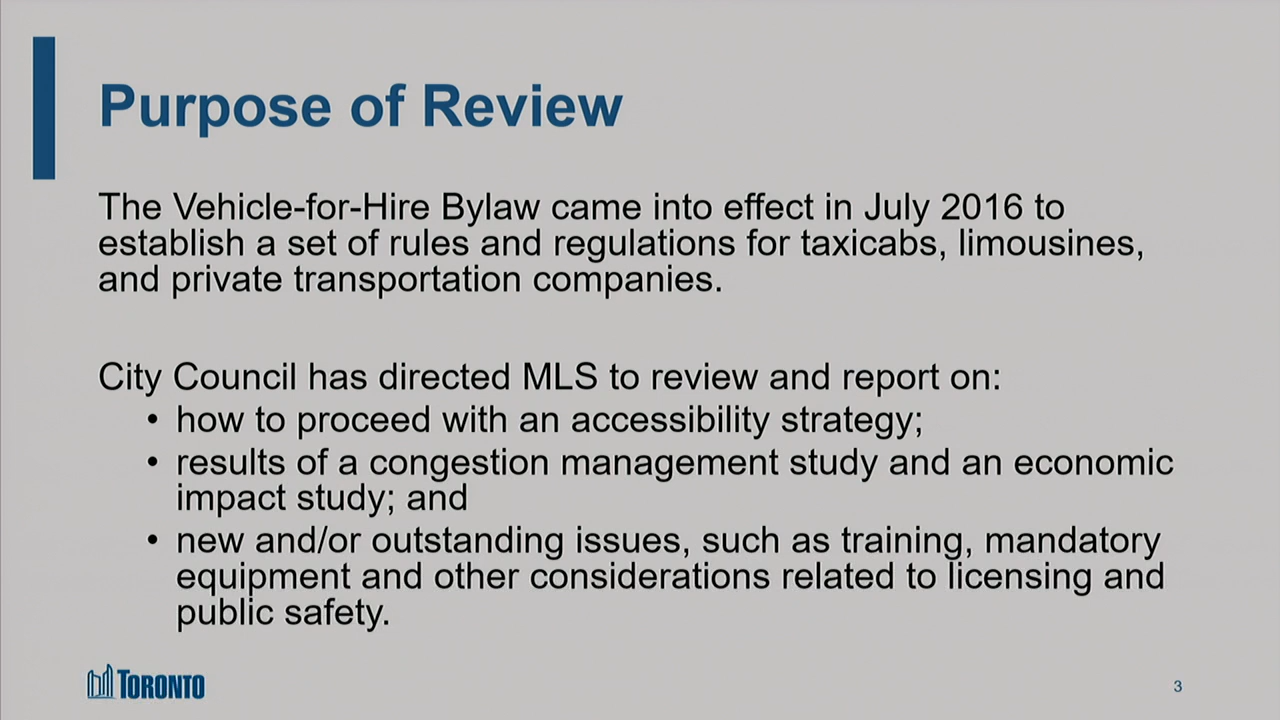 Purpose of Review
The Vehicle-for-Hire Bylaw came into effect in July 2016 to
establish a set of rules and regulations for taxicabs, limousines,
and private transportation companies.
City Council has directed MLS to review and report on:
• how to proceed with an accessibility strategy;
• results of a congestion management study and an economic
impact study; and
• new and/or outstanding issues, such as training, mandatory
equipment and other considerations related to licensing and
public safety.
TORONTO
3